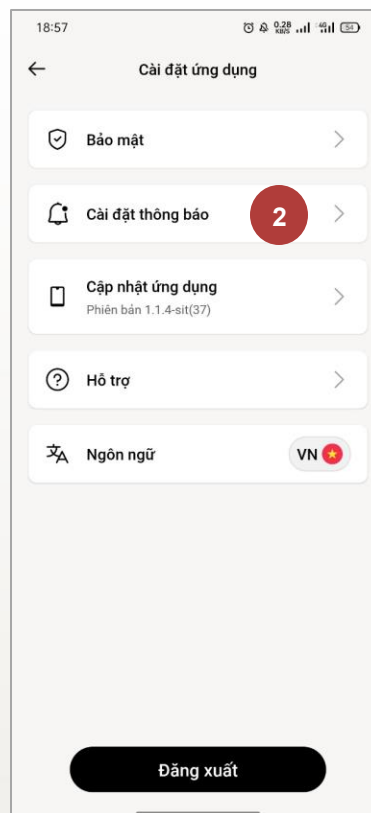 18:57
0.28 KB/S 4G 54
Cài đặt ứng dụng
Bảo mật
Cài đặt thông báo
2
Cập nhật ứng dụng
Phiên bản 1.1.4-sit(37)
Hỗ trợ
Ngôn ngữ
VN
Đăng xuất